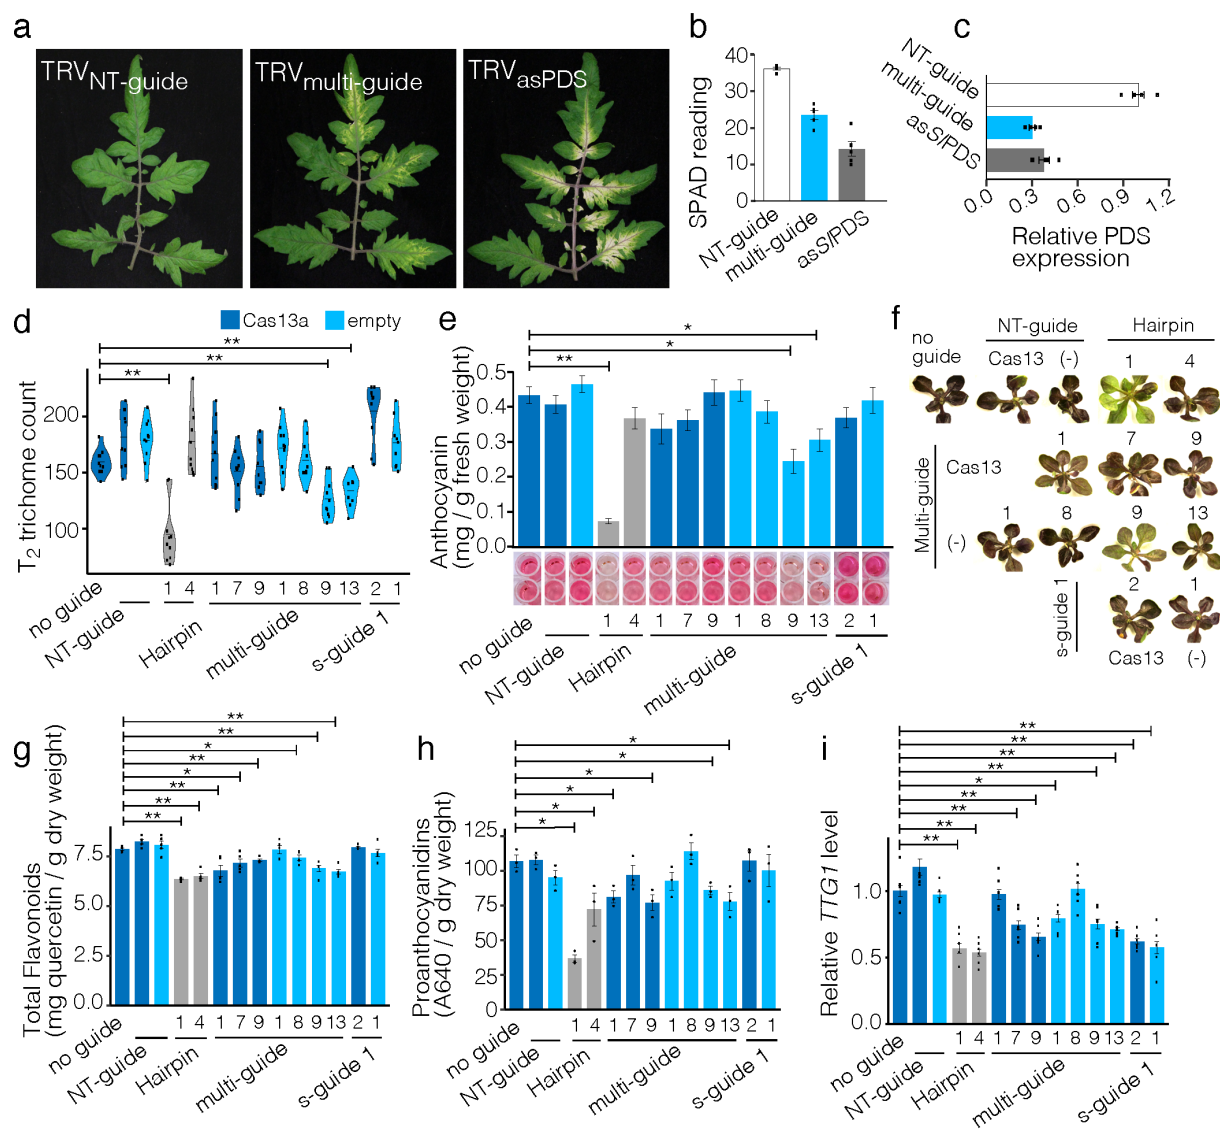 a
TRVNT-guide
TRVmulti-guide
TRVasPDS
b
SPAD reading
40
30
20
10
0
NT-guide
multi-guide
asSlPDS
c
NT-guide
multi-guide
asSlPDS
0.0 0.3 0.6 0.9 1.2
Relative PDS
expression
d
Cas13a empty
**
**
**
T2 trichome count
200
150
100
1 4 1 7 9 1 8 9 13 2 1
no guide
NT-guide
Hairpin
multi-guide
s-guide 1
e
*
*
**
Anthocyanin
(mg / g fresh weight)
0.5
0.4
0.3
0.2
0.1
0.0
1 4 1 7 9 1 8 9 13 2 1
no guide
NT-guide
Hairpin
multi-guide
s-guide 1
f
no
guide
NT-guide
Cas13 (-)
Hairpin
1 4
Multi-guide
Cas13
1 7 9
(-)
1 8 9 13
s-guide 1
2 1
Cas13 (-)
g
**
**
*
**
*
**
**
**
Total Flavonoids
(mg quercetin / g dry weight)
7.5
5.0
2.5
0.0
1 4 1 7 9 1 8 9 13 2 1
no guide
NT-guide
Hairpin
multi-guide
s-guide 1
h
*
*
*
*
*
*
Proanthocyanidins
(A640 / g dry weight)
125
100
75
50
25
0
1 4 1 7 9 1 8 9 13 2 1
no guide
NT-guide
Hairpin
multi-guide
s-guide 1
i
**
**
**
**
*
**
**
**
**
Relative TTG1 level
1.0
0.5
0.0
1 4 1 7 9 1 8 9 13 2 1
no guide
NT-guide
Hairpin
multi-guide
s-guide 1